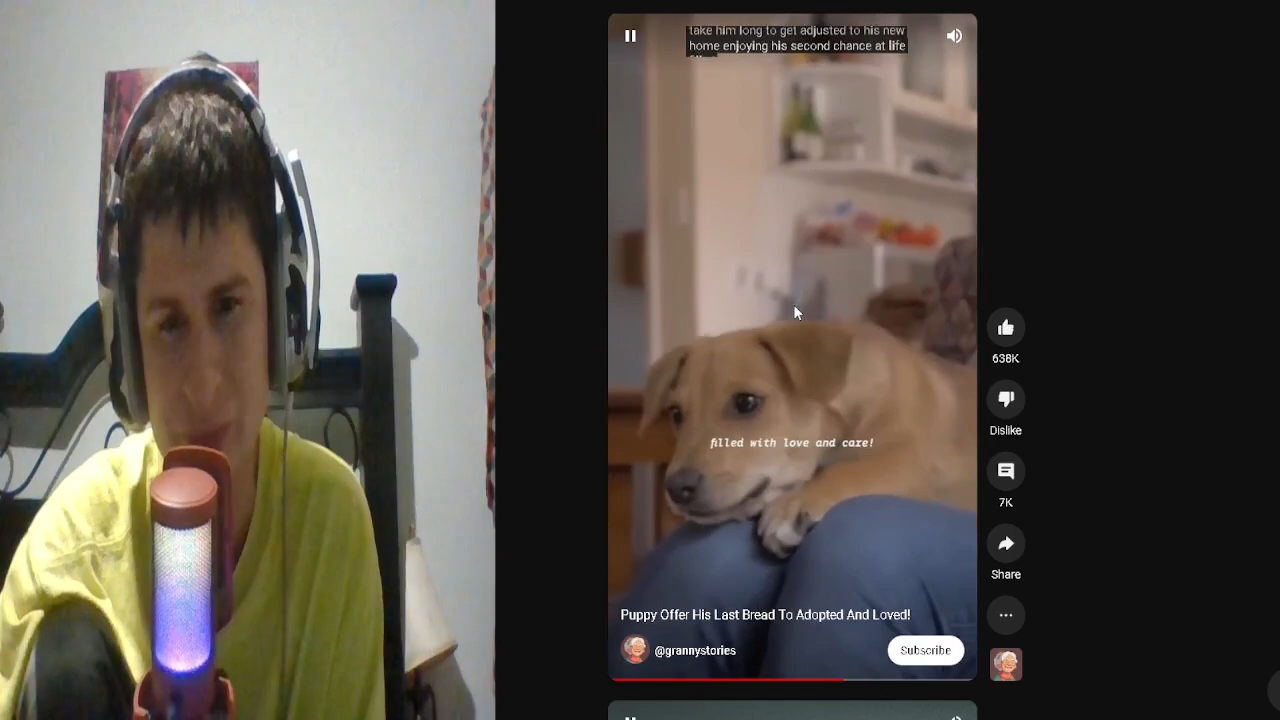 take him long to get adjusted to his new
home enjoying his second chance at life
filled with love and care!
638K
Dislike
7K
Share
Puppy Offer His Last Bread To Adopted And Loved!
@grannystories
Subscribe